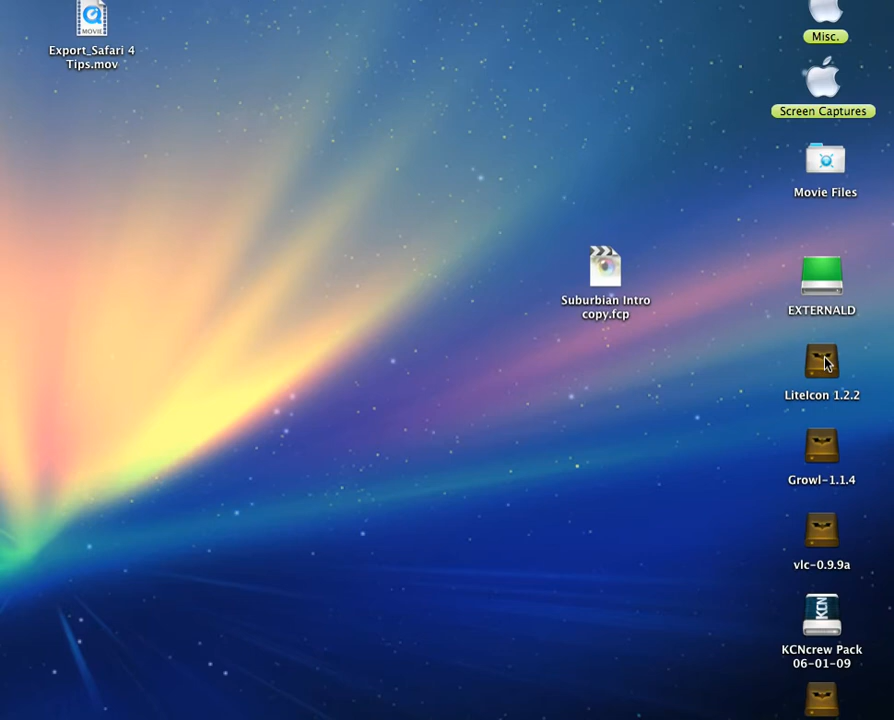 MOVIE
Export_Safari 4
Tips.mov
Misc.
Screen Captures
Movie Files
Suburbian Intro
copy.fcp
EXTERNALD
LiteIcon 1.2.2
Growl-1.1.4
vlc-0.9.9a
KCN
KCNcrew Pack
06-01-09